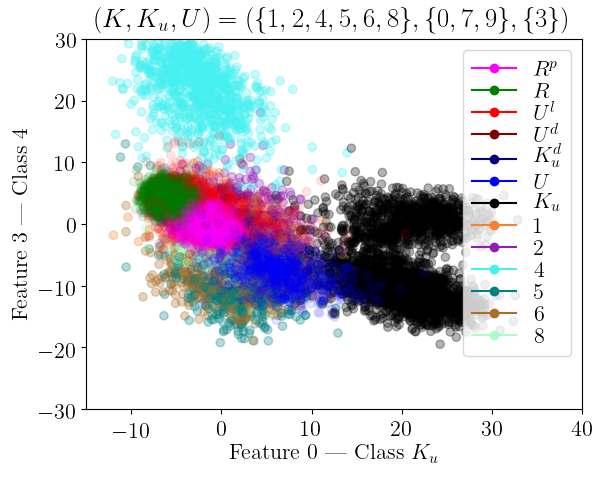 (K, K_u, U) = ({1, 2, 4, 5, 6, 8}, {0, 7, 9}, {3})
30
20
10
0
−10
−20
−30
Feature 3 — Class 4
R^p
R
U^l
U^d
K_u^d
U
K_u
1
2
4
5
6
8
−10
0
10
20
30
40
Feature 0 — Class K_u